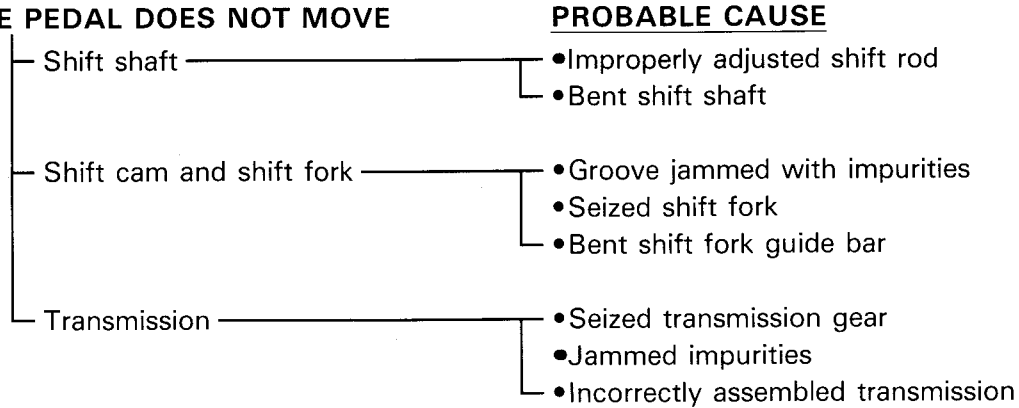 E PEDAL DOES NOT MOVE PROBABLE CAUSE
Shift shaft •Improperly adjusted shift rod
•Bent shift shaft
Shift cam and shift fork •Groove jammed with impurities
•Seized shift fork
•Bent shift fork guide bar
Transmission •Seized transmission gear
•Jammed impurities
•Incorrectly assembled transmission